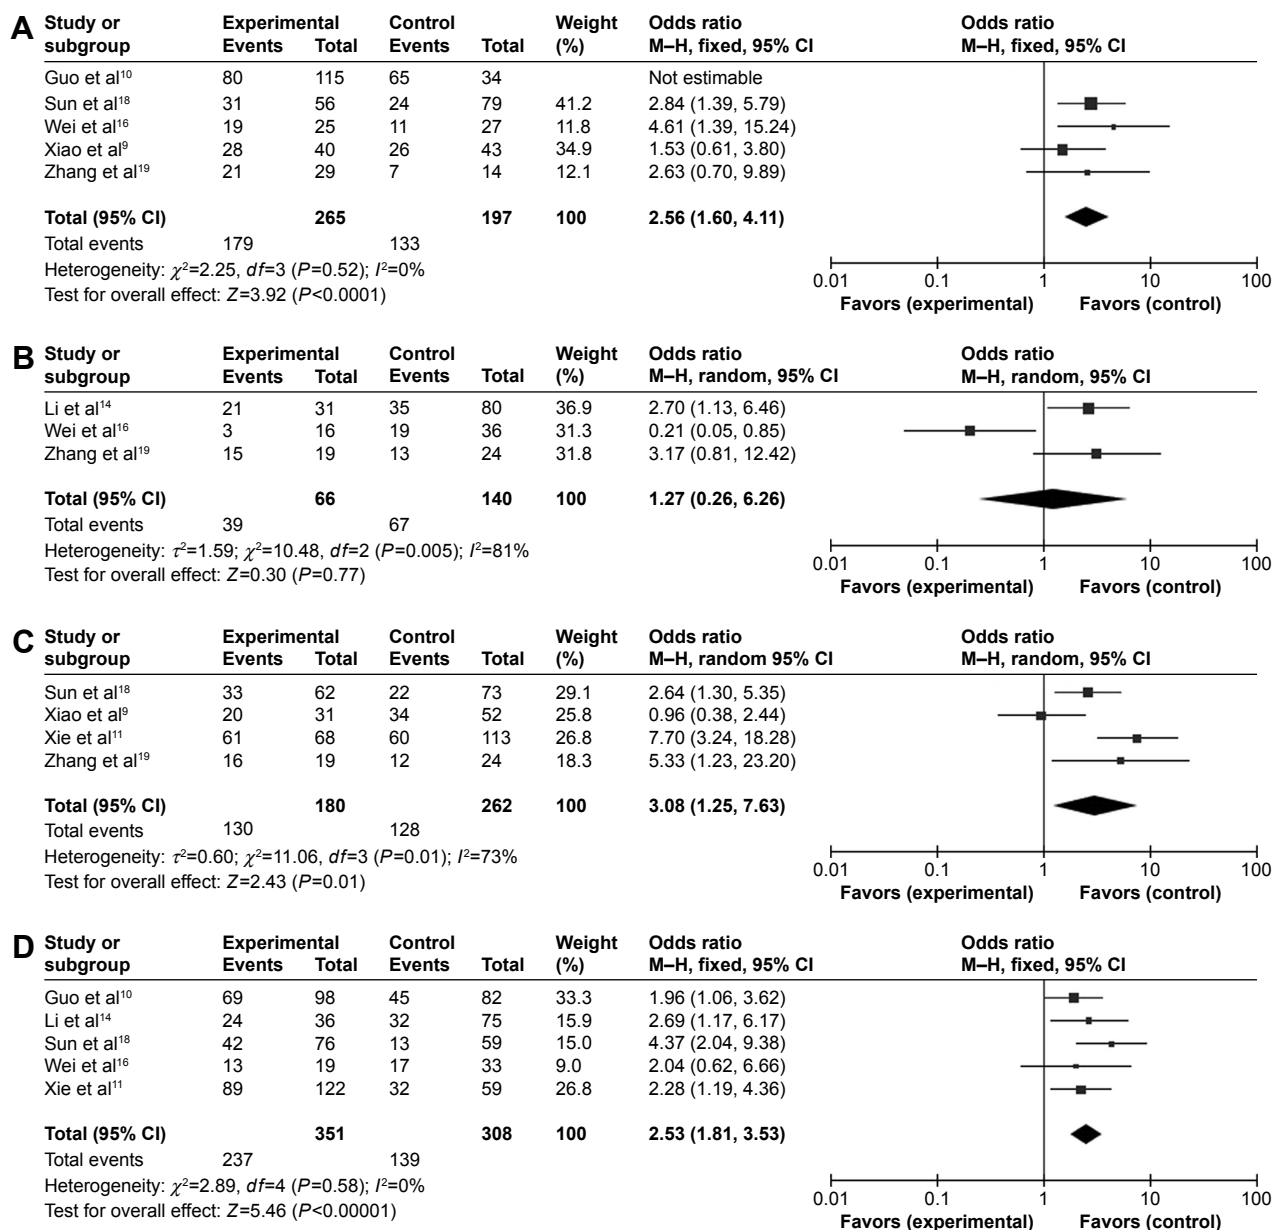 A Study or Experimental Control Weight Odds ratio Odds ratio
subgroup Events Total Events Total (%) M–H, fixed, 95% CI M–H, fixed, 95% CI
Guo et al¹⁰ 80 115 65 34 Not estimable
Sun et al¹⁸ 31 56 24 79 41.2 2.84 (1.39, 5.79)
Wei et al¹⁶ 19 25 11 27 11.8 4.61 (1.39, 15.24)
Xiao et al⁹ 28 40 26 43 34.9 1.53 (0.61, 3.80)
Zhang et al¹⁹ 21 29 7 14 12.1 2.63 (0.70, 9.89)
Total (95% CI) 265 197 100 2.56 (1.60, 4.11)
Total events 179 133
Heterogeneity: χ²=2.25, df=3 (P=0.52); I²=0%
Test for overall effect: Z=3.92 (P<0.0001)
0.01 0.1 1 10 100
Favors (experimental) Favors (control)
B Study or Experimental Control Weight Odds ratio Odds ratio
subgroup Events Total Events Total (%) M–H, random, 95% CI M–H, random, 95% CI
Li et al¹⁴ 21 31 35 80 36.9 2.70 (1.13, 6.46)
Wei et al¹⁶ 3 16 19 36 31.3 0.21 (0.05, 0.85)
Zhang et al¹⁹ 15 19 13 24 31.8 3.17 (0.81, 12.42)
Total (95% CI) 66 140 100 1.27 (0.26, 6.26)
Total events 39 67
Heterogeneity: τ²=1.59; χ²=10.48, df=2 (P=0.005); I²=81%
Test for overall effect: Z=0.30 (P=0.77)
0.01 0.1 1 10 100
Favors (experimental) Favors (control)
C Study or Experimental Control Weight Odds ratio Odds ratio
subgroup Events Total Events Total (%) M–H, random 95% CI M–H, random, 95% CI
Sun et al¹⁸ 33 62 22 73 29.1 2.64 (1.30, 5.35)
Xiao et al⁹ 20 31 34 52 25.8 0.96 (0.38, 2.44)
Xie et al¹¹ 61 68 60 113 26.8 7.70 (3.24, 18.28)
Zhang et al¹⁹ 16 19 12 24 18.3 5.33 (1.23, 23.20)
Total (95% CI) 180 262 100 3.08 (1.25, 7.63)
Total events 130 128
Heterogeneity: τ²=0.60; χ²=11.06, df=3 (P=0.01); I²=73%
Test for overall effect: Z=2.43 (P=0.01)
0.01 0.1 1 10 100
Favors (experimental) Favors (control)
D Study or Experimental Control Weight Odds ratio Odds ratio
subgroup Events Total Events Total (%) M–H, fixed, 95% CI M–H, fixed, 95% CI
Guo et al¹⁰ 69 98 45 82 33.3 1.96 (1.06, 3.62)
Li et al¹⁴ 24 36 32 75 15.9 2.69 (1.17, 6.17)
Sun et al¹⁸ 42 76 13 59 15.0 4.37 (2.04, 9.38)
Wei et al¹⁶ 13 19 17 33 9.0 2.04 (0.62, 6.66)
Xie et al¹¹ 89 122 32 59 26.8 2.28 (1.19, 4.36)
Total (95% CI) 351 308 100 2.53 (1.81, 3.53)
Total events 237 139
Heterogeneity: χ²=2.89, df=4 (P=0.58); I²=0%
Test for overall effect: Z=5.46 (P<0.00001)
0.01 0.1 1 10 100
Favors (experimental) Favors (control)